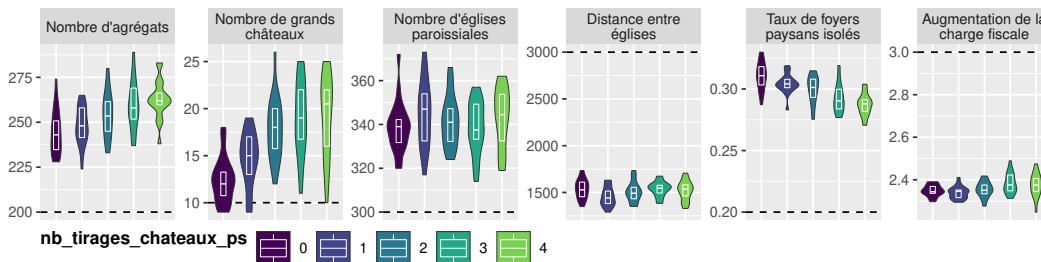 Nombre d'agrégats
Nombre de grands
châteaux
Nombre d'églises
paroissiales
Distance entre
églises
Taux de foyers
paysans isolés
Augmentation de la
charge fiscale
275
250
225
200
25
20
15
10
360
340
320
300
3000
2500
2000
1500
0.30
0.25
0.20
3.0
2.8
2.6
2.4
nb_tirages_chateaux_ps
0
1
2
3
4